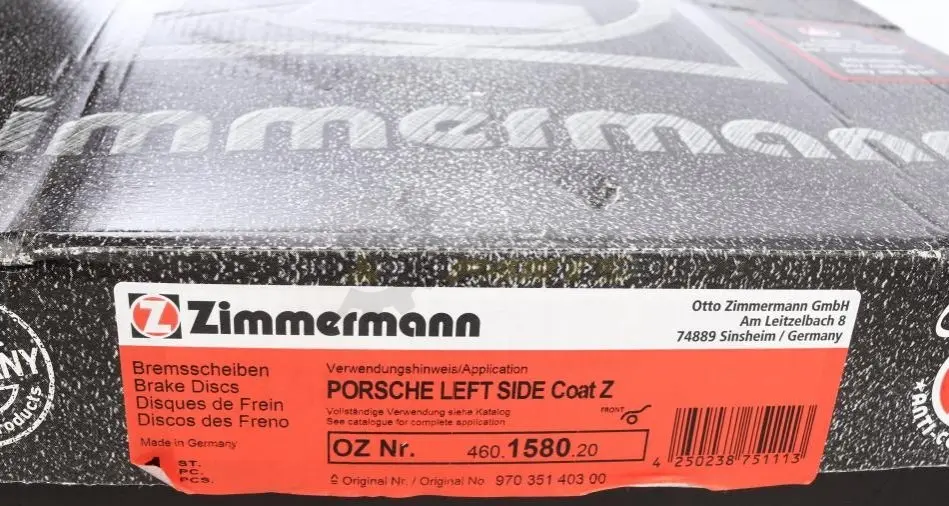 immermann
Zimmermann
Otto Zimmermann GmbH
Am Leitzelbach 8
74889 Sinsheim / Germany
Bremsscheiben
Brake Discs
Disques de Frein
Discos des Freno
Made in Germany
ST.
PC.
PCS.
Verwendungshinweis/Application
PORSCHE LEFT SIDE Coat Z
Vollständige Verwendung siehe Katalog
See catalogue for complete application
FRONT
OZ Nr. 460.1580.20
Original Nr. / Original No. 970 351 403 00
4 250238 751113
NY
Products